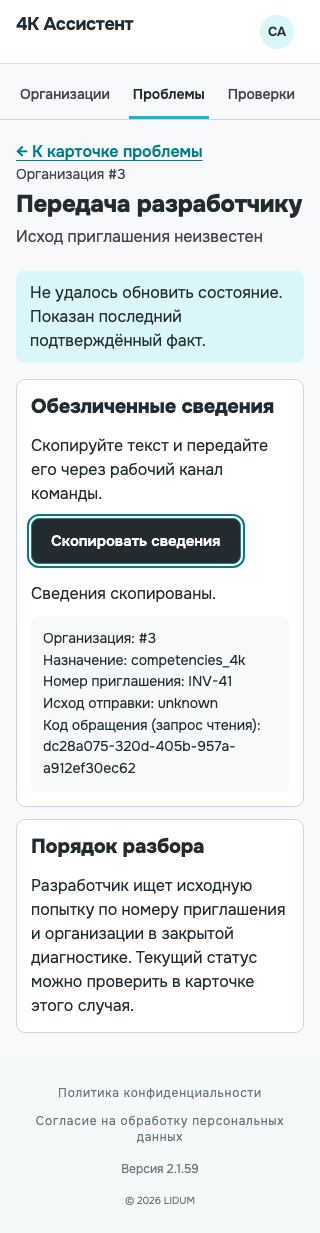 4К Ассистент
СА
Организации
Проблемы
Проверки
← К карточке проблемы
Организация #3
Передача разработчику
Исход приглашения неизвестен
Не удалось обновить состояние.
Показан последний
подтверждённый факт.
Обезличенные сведения
Скопируйте текст и передайте
его через рабочий канал
команды.
Скопировать сведения
Сведения скопированы.
Организация: #3
Назначение: competencies_4k
Номер приглашения: INV-41
Исход отправки: unknown
Код обращения (запрос чтения):
dc28a075-320d-405b-957a-
a912ef30ec62
Порядок разбора
Разработчик ищет исходную
попытку по номеру приглашения
и организации в закрытой
диагностике. Текущий статус
можно проверить в карточке
этого случая.
Политика конфиденциальности
Согласие на обработку персональных
данных
Версия 2.1.59
© 2026 LIDUM